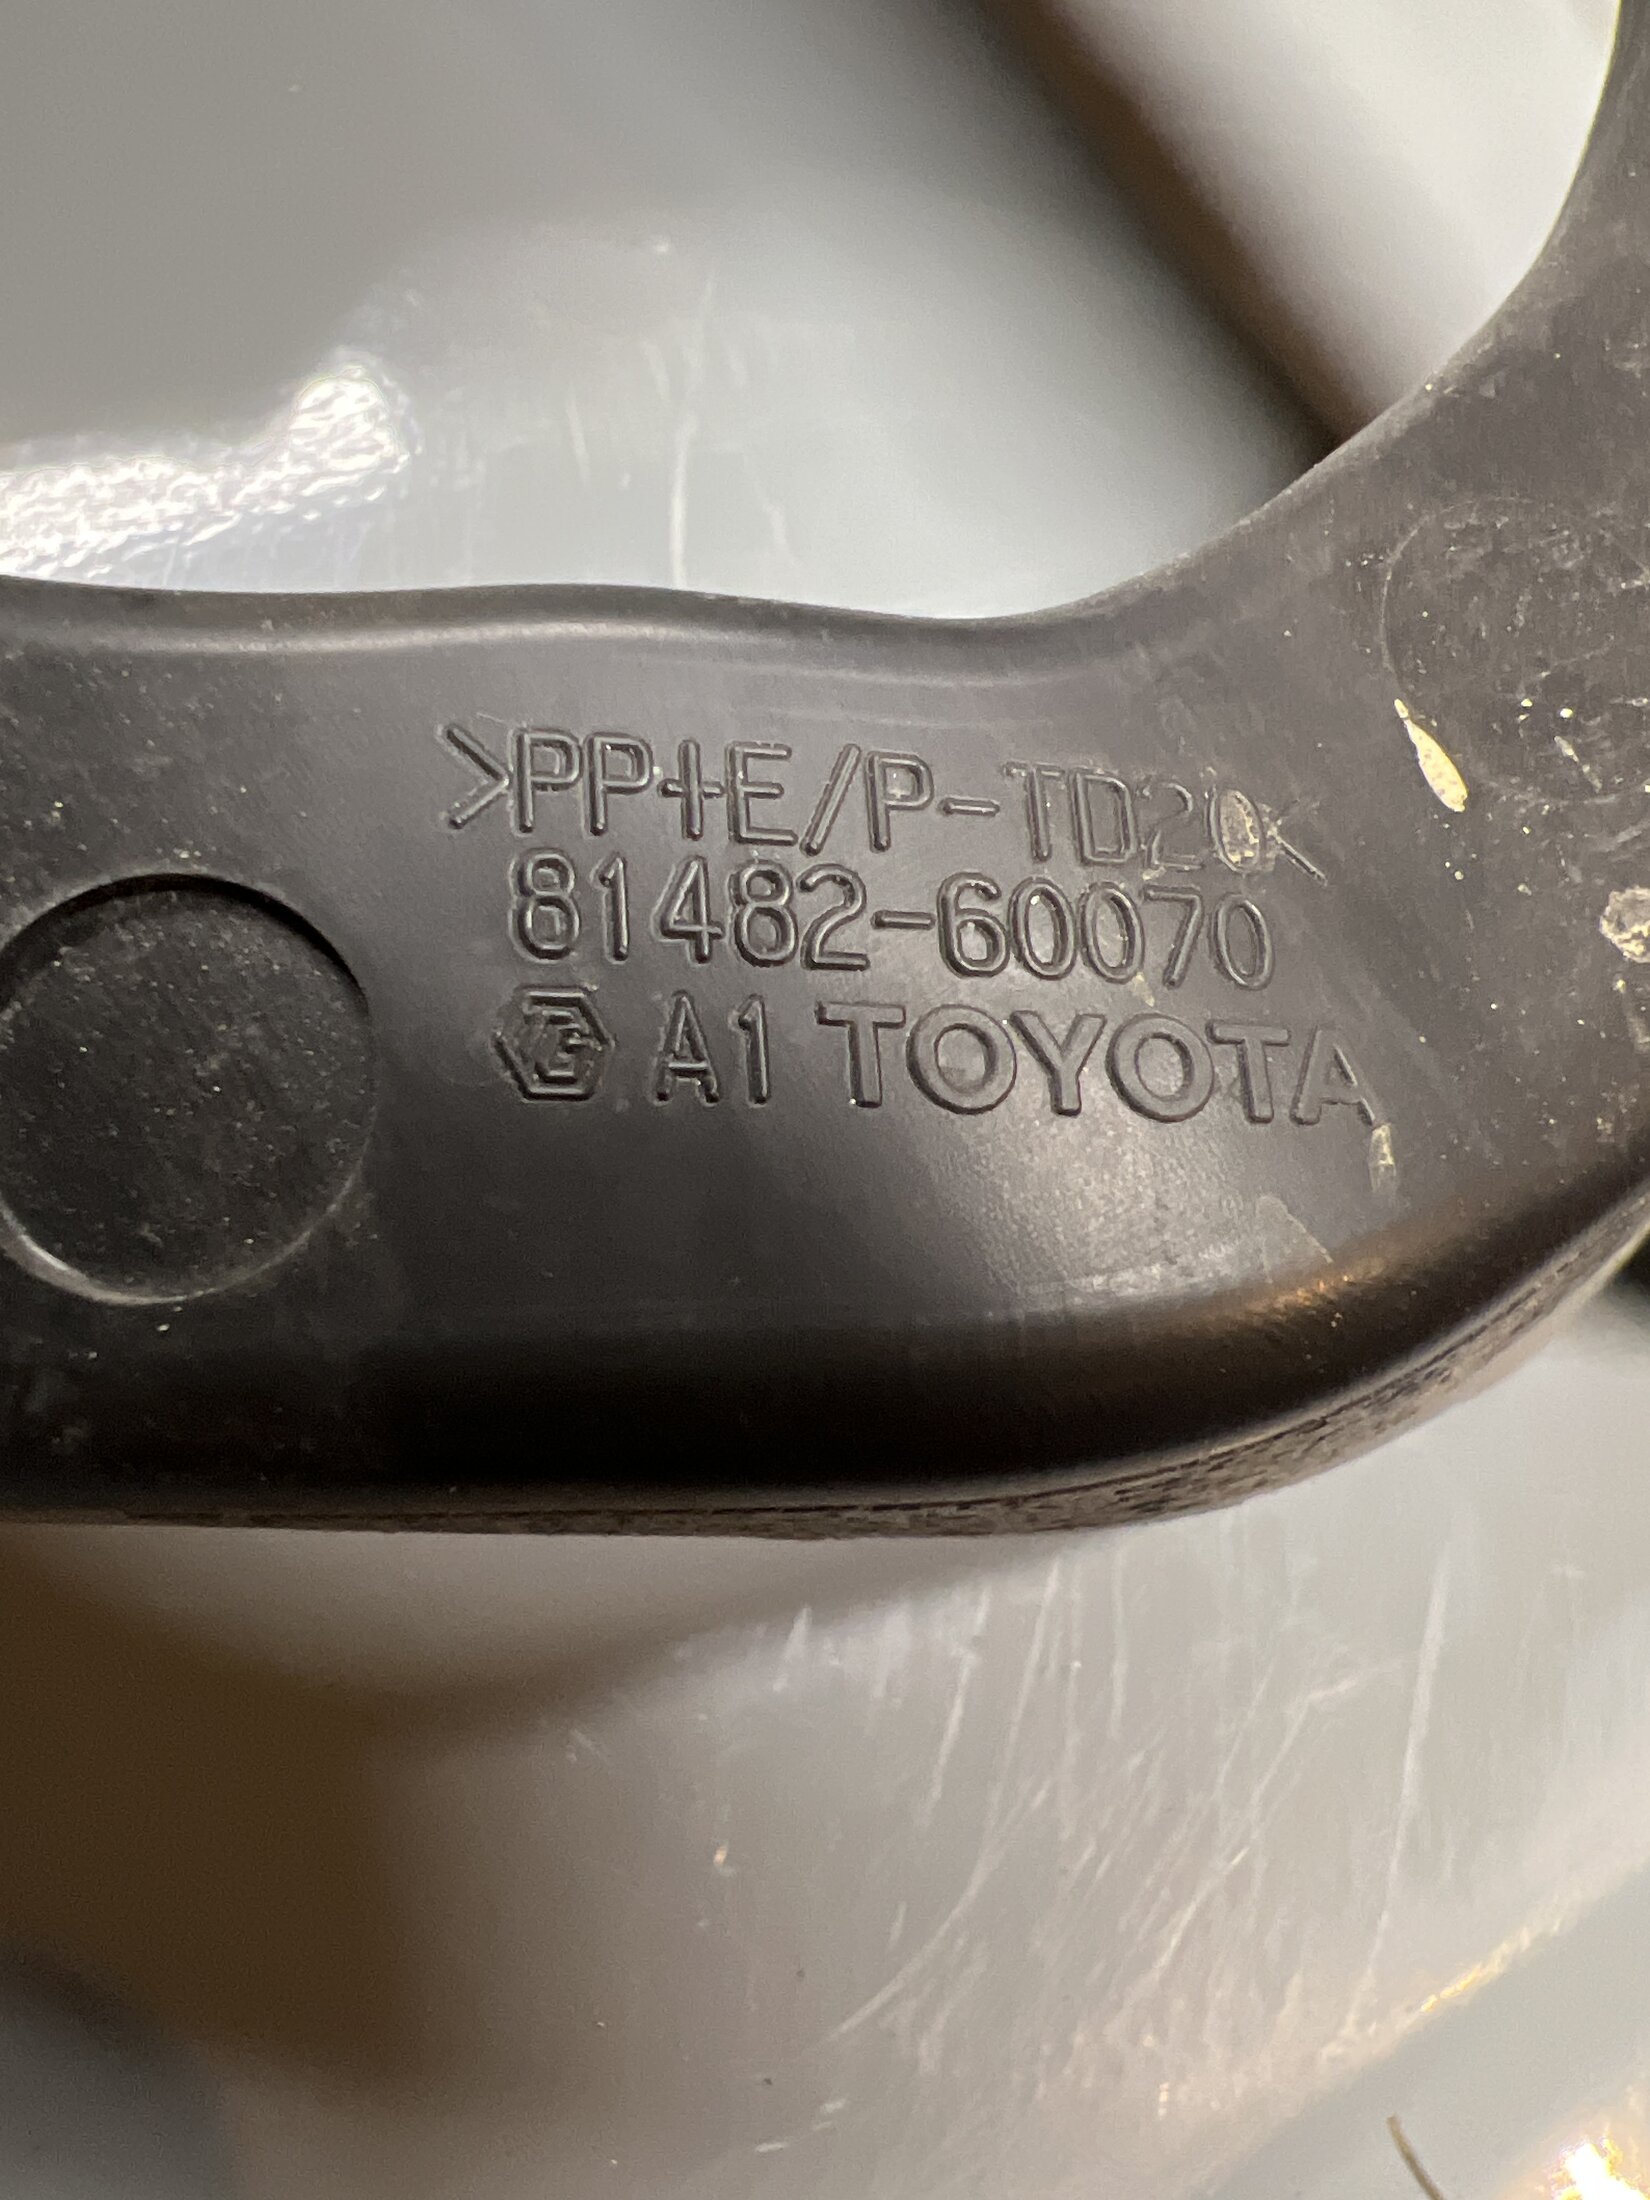 >PP+E/P-TD20<
81482-60070
A1 TOYOTA